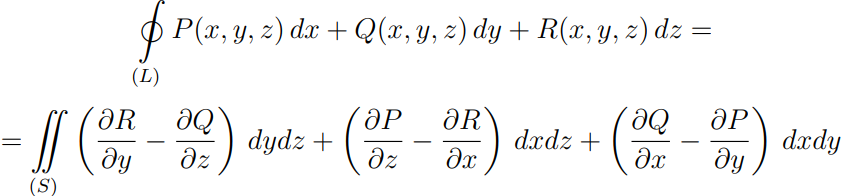 ∮_(L) P(x, y, z) dx + Q(x, y, z) dy + R(x, y, z) dz =
= ∬_(S) (∂R/∂y − ∂Q/∂z) dydz + (∂P/∂z − ∂R/∂x) dxdz + (∂Q/∂x − ∂P/∂y) dxdy